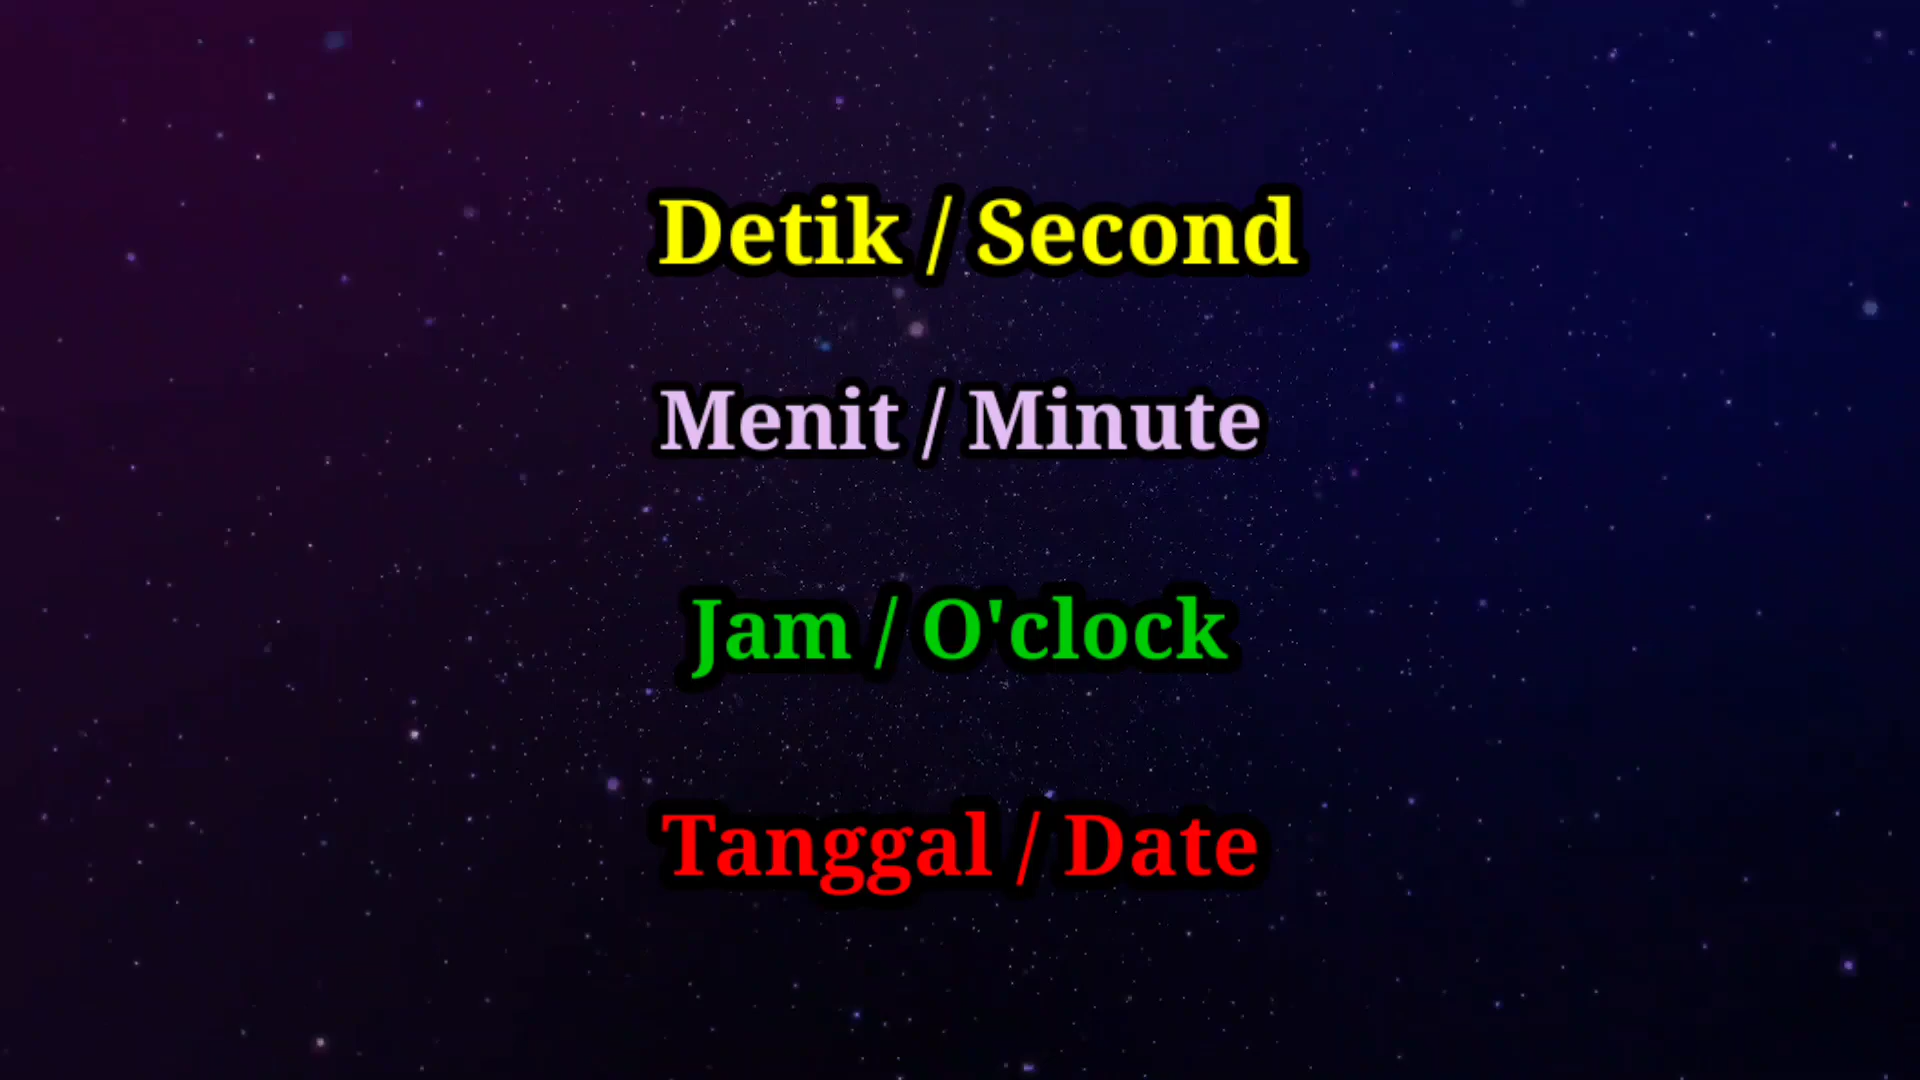 Detik / Second
Menit / Minute
Jam / O'clock
Tanggal / Date